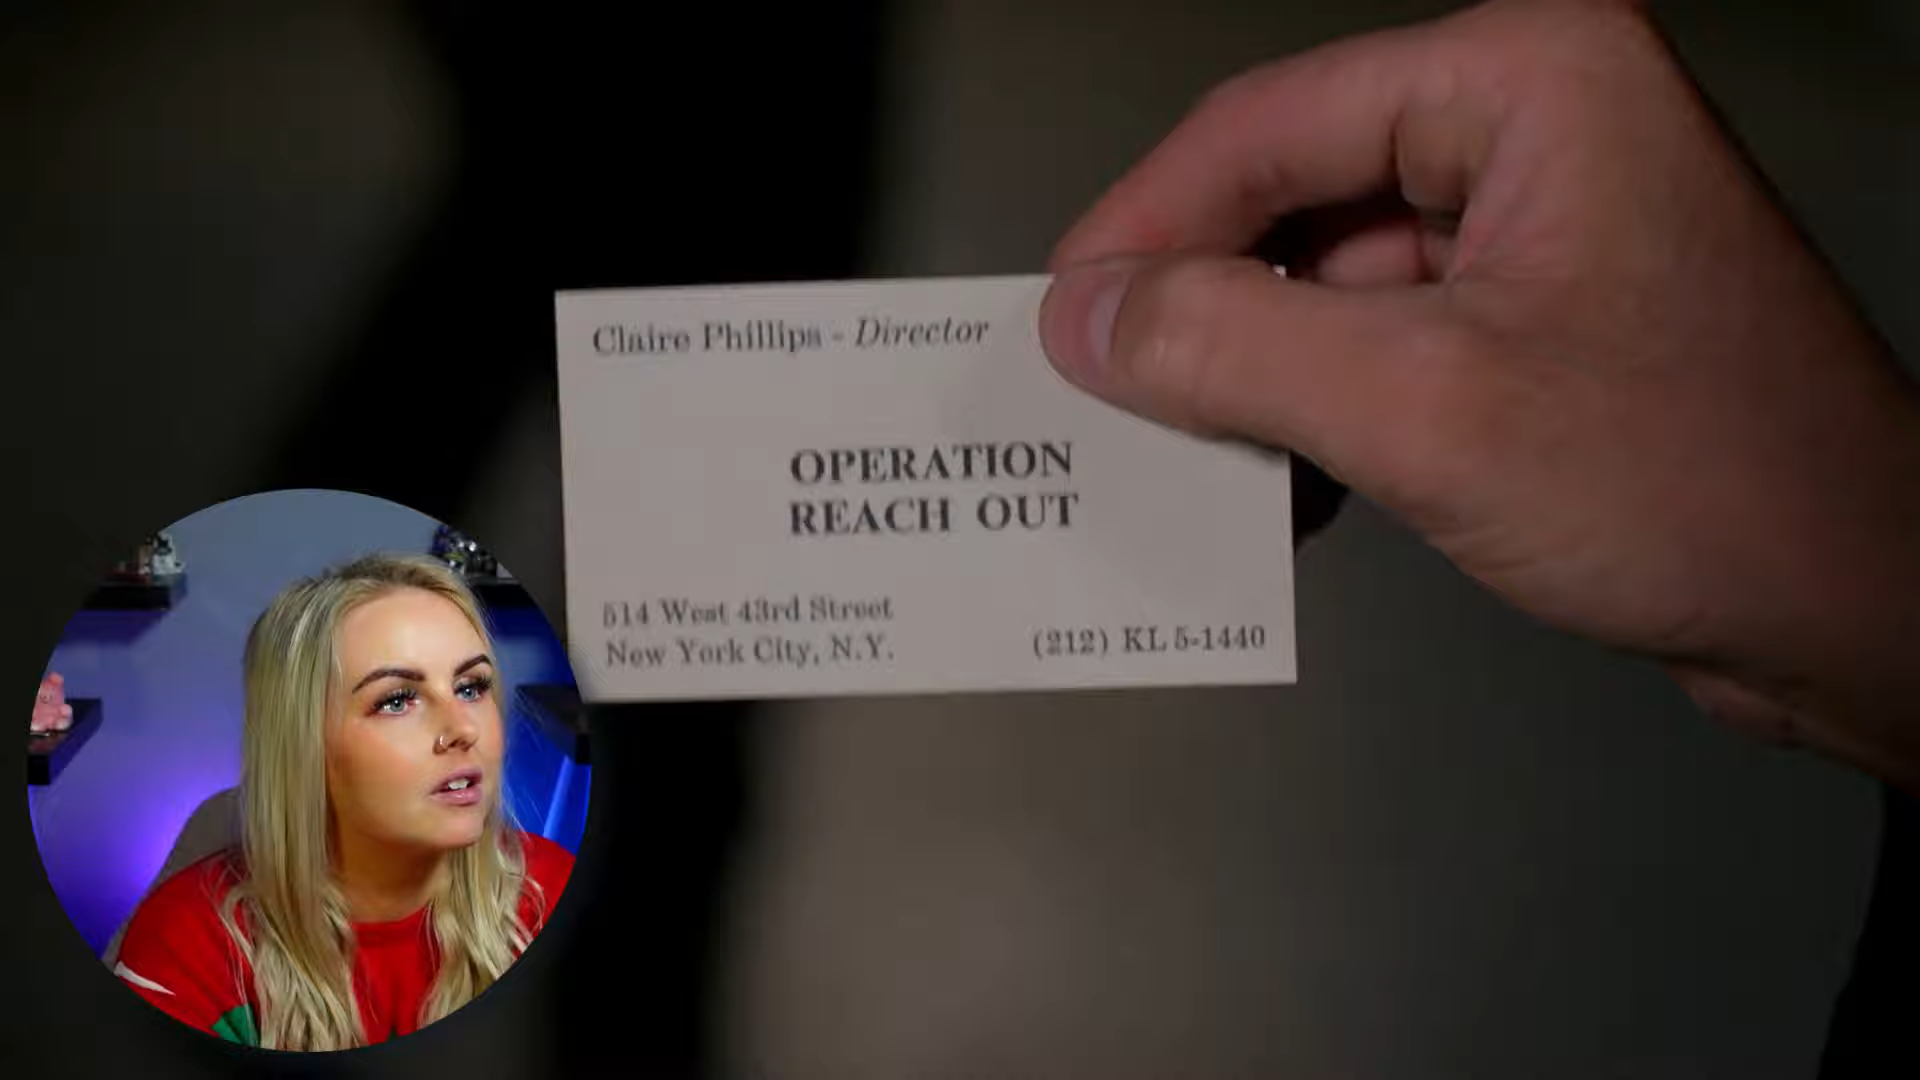 Claire Phillips - Director
OPERATION
REACH OUT
514 West 43rd Street
New York City, N.Y.
(212) KL 5-1440